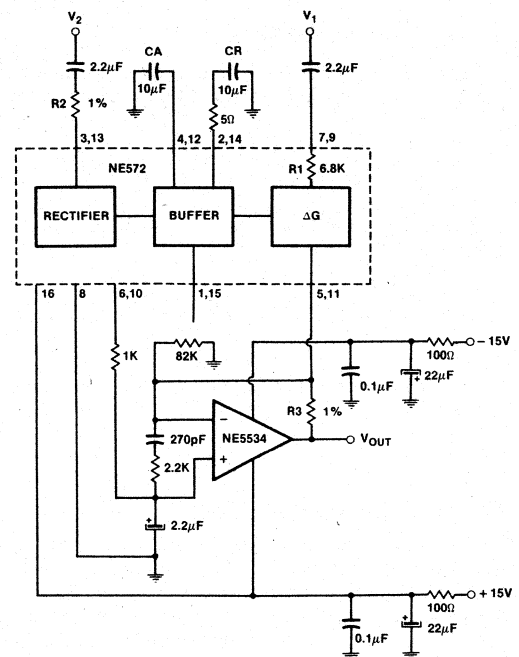 V2
V1
2.2μF
CA
10μF
CR
10μF
2.2μF
R2
1%
5Ω
3,13
4,12
2,14
7,9
NE572
R1
6.8K
RECTIFIER
BUFFER
ΔG
16
8
6,10
1,15
5,11
1K
82K
100Ω
– 15V
0.1μF
+
22μF
R3
1%
–
NE5534
VOUT
270pF
+
2.2K
+
2.2μF
100Ω
+ 15V
0.1μF
+
22μF